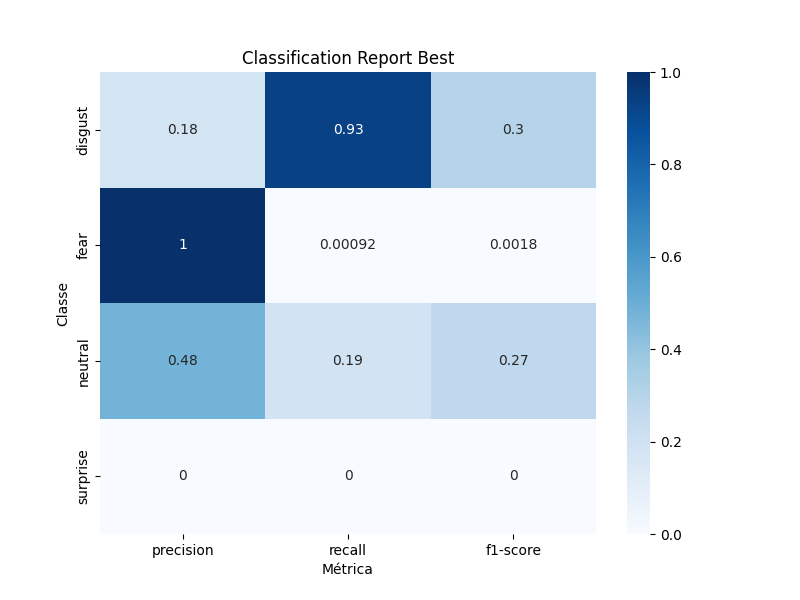 Classification Report Best
1.0
disgust
0.18
0.93
0.3
0.8
fear
1
0.00092
0.0018
0.6
Classe
neutral
0.48
0.19
0.27
0.4
surprise
0
0
0
0.2
0.0
precision
recall
f1-score
Métrica